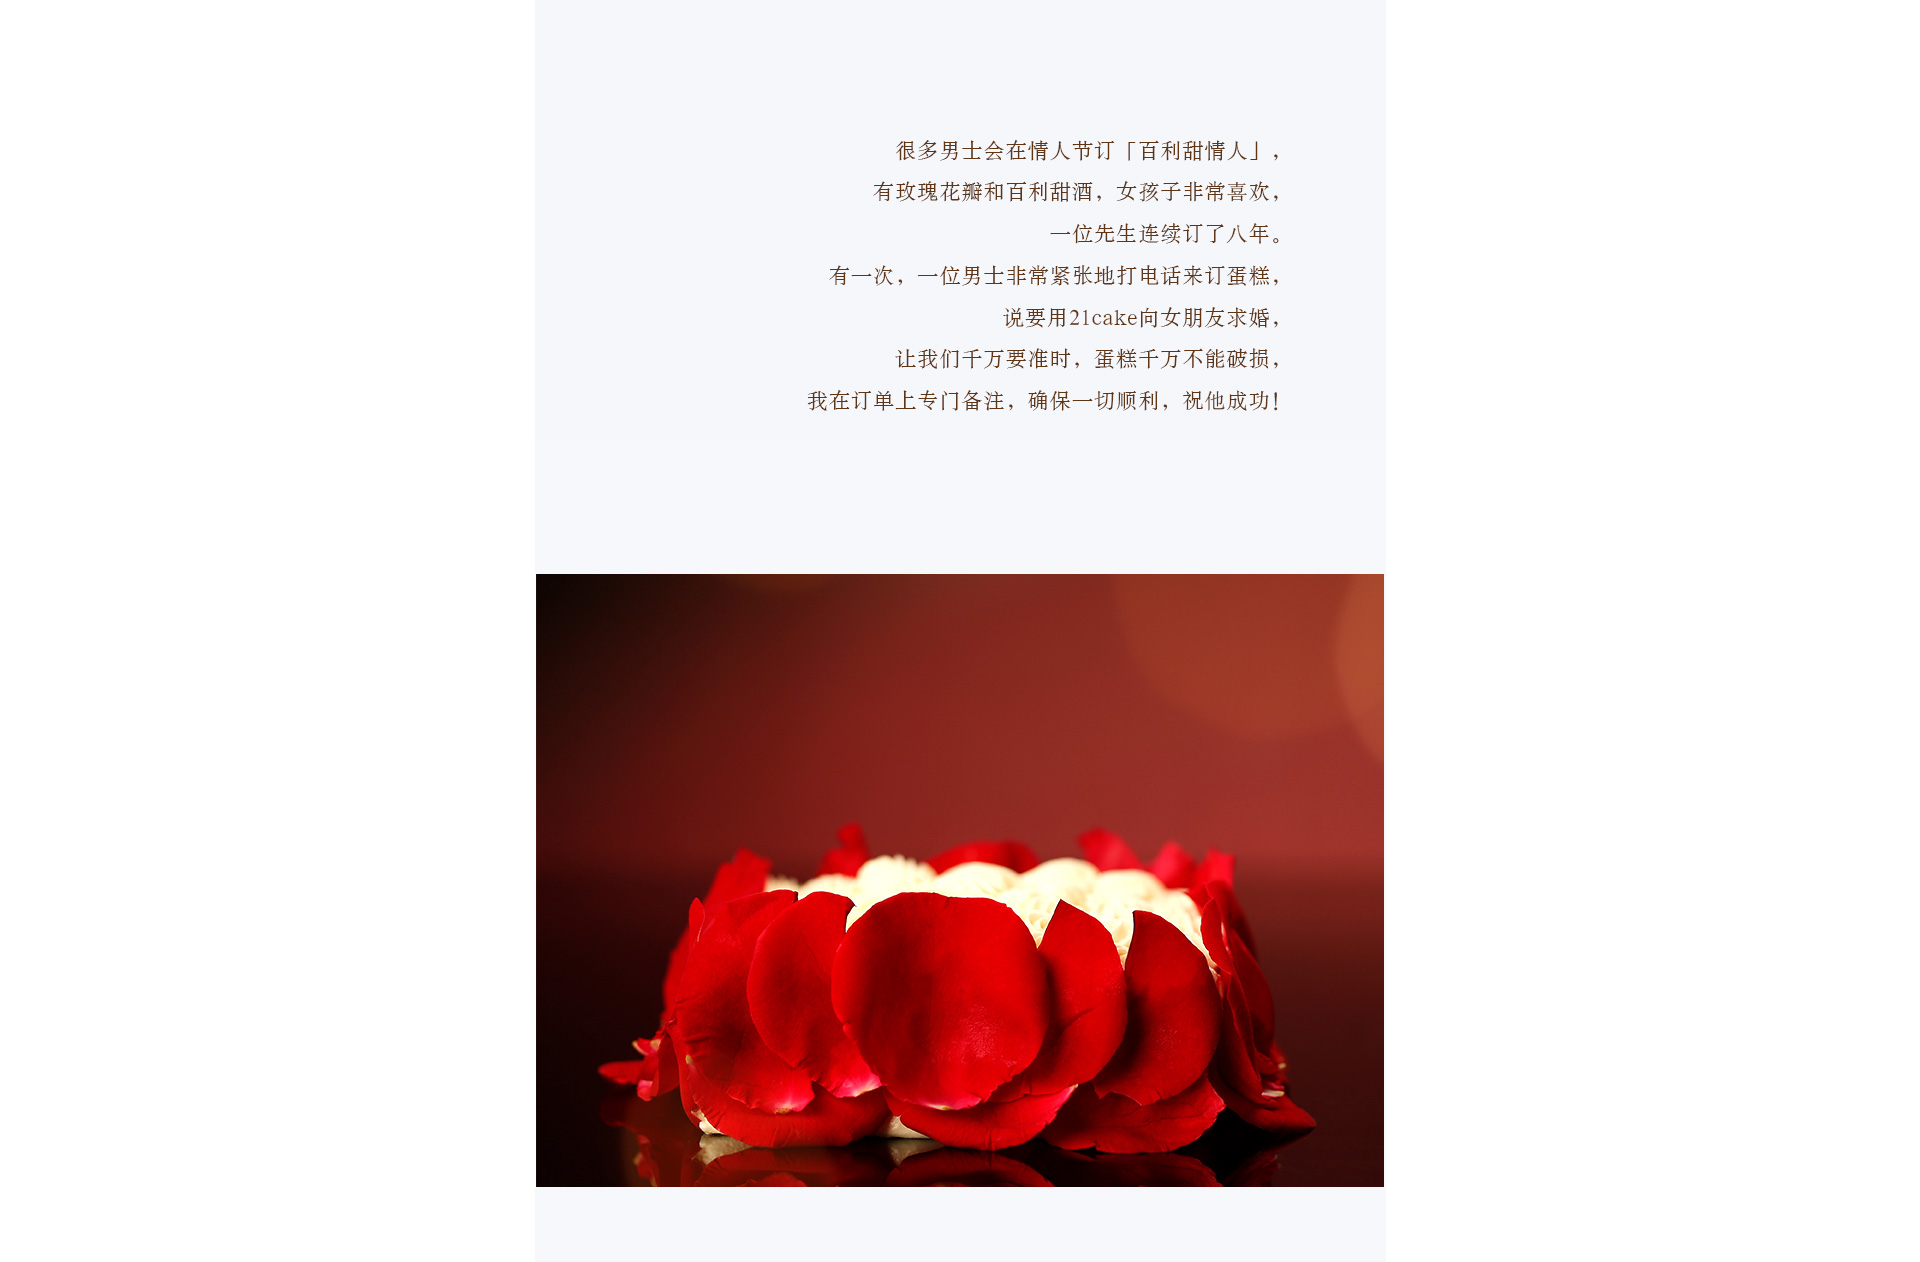 很多男士会在情人节订「百利甜情人」，
有玫瑰花瓣和百利甜酒，女孩子非常喜欢，
一位先生连续订了八年。
有一次，一位男士非常紧张地打电话来订蛋糕，
说要用21cake向女朋友求婚，
让我们千万要准时，蛋糕千万不能破损，
我在订单上专门备注，确保一切顺利，祝他成功！